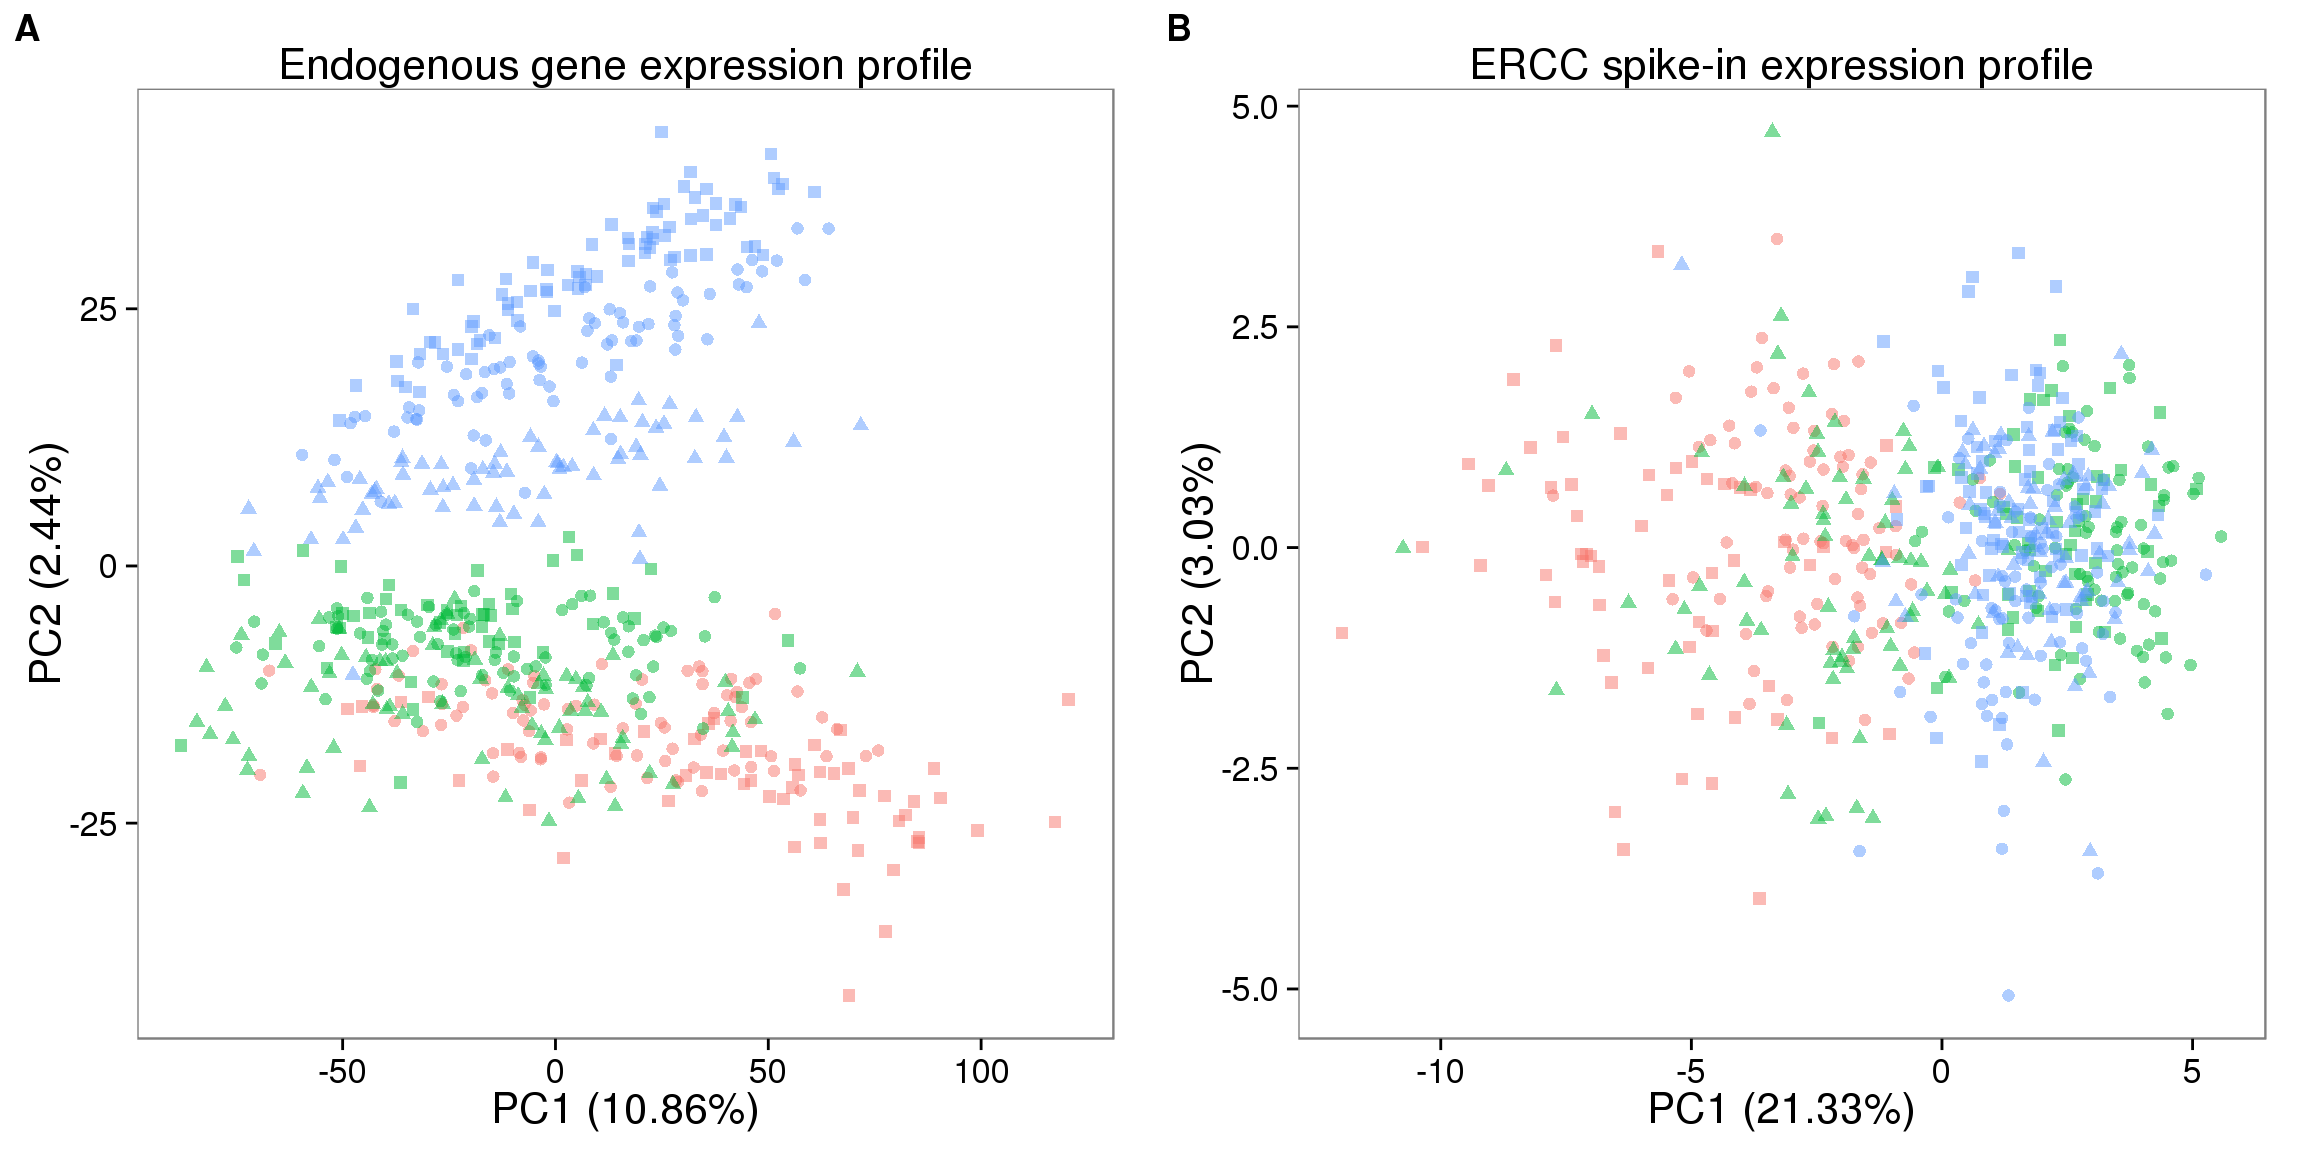 A
Endogenous gene expression profile
25
0
-25
-50
0
50
100
PC1 (10.86%)
PC2 (2.44%)
B
ERCC spike-in expression profile
5.0
2.5
0.0
-2.5
-5.0
-10
-5
0
5
PC1 (21.33%)
PC2 (3.03%)